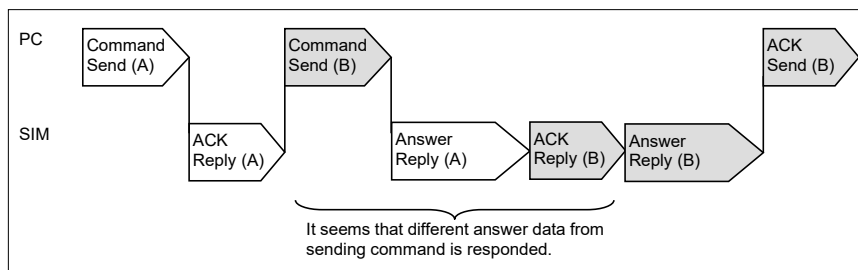 PC
Command
Send (A)
Command
Send (B)
ACK
Send (B)
SIM
ACK
Reply (A)
Answer
Reply (A)
ACK
Reply (B)
Answer
Reply (B)
It seems that different answer data from
sending command is responded.